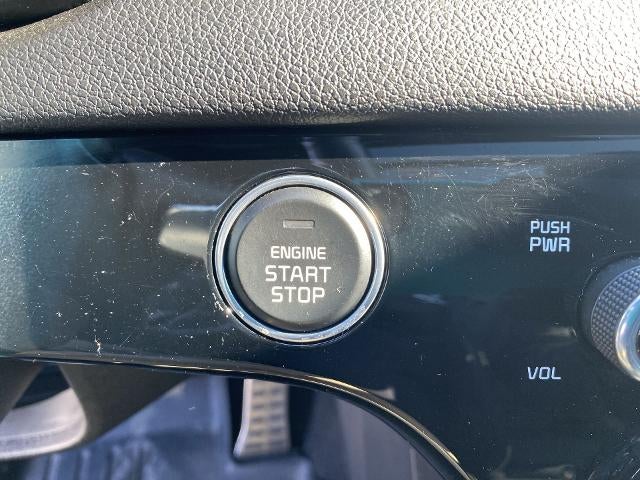 ENGINE
START
STOP
PUSH
PWR
VOL